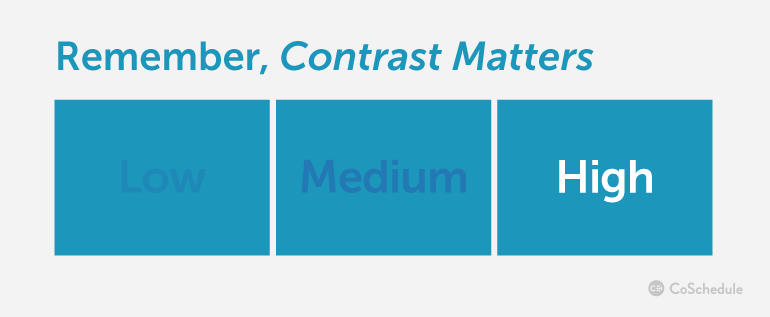 Remember, Contrast Matters
Low
Medium
High
CoSchedule